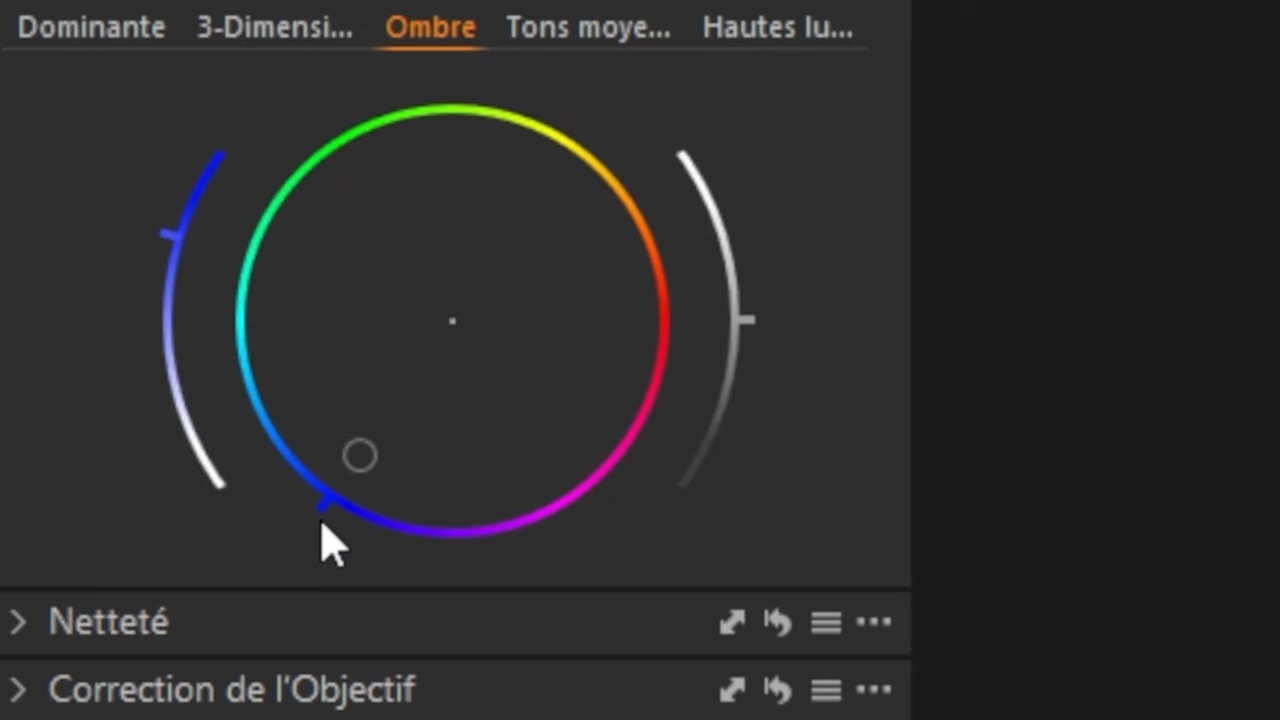 Dominante 3-Dimensi... Ombre Tons moye... Hautes lu...
Netteté
Correction de l'Objectif